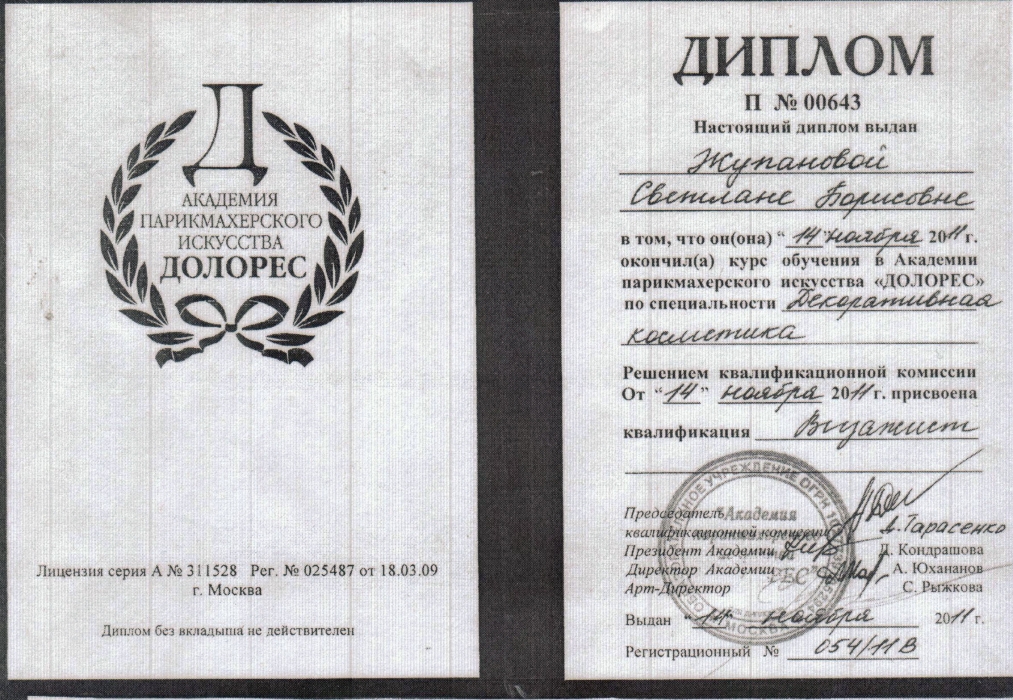 Д
АКАДЕМИЯ
ПАРИКМАХЕРСКОГО
ИСКУССТВА
ДОЛОРЕС
Лицензия серия А № 311528 Рег. № 025487 от 18.03.09
г. Москва
Диплом без вкладыша не действителен
ДИПЛОМ
П № 00643
Настоящий диплом выдан
Жупановой
Светлане Борисовне
в том, что он(она) "14" ноября 2011 г.
окончил(а) курс обучения в Академии
парикмахерского искусства «ДОЛОРЕС»
по специальности Декоративная
косметика
Решением квалификационной комиссии
От "14" ноября 2011 г. присвоена
квалификация Визажист
Председатель
квалификационной комиссии Д. Тарасенко
Президент Академии Д. Кондрашова
Директор Академии А. Юхананов
Арт-Директор С. Рыжкова
Выдан "14" ноября 2011 г.
Регистрационный № 054/11В
УЧРЕЖДЕНИЕ ОГРН
Академия
МОСКВА